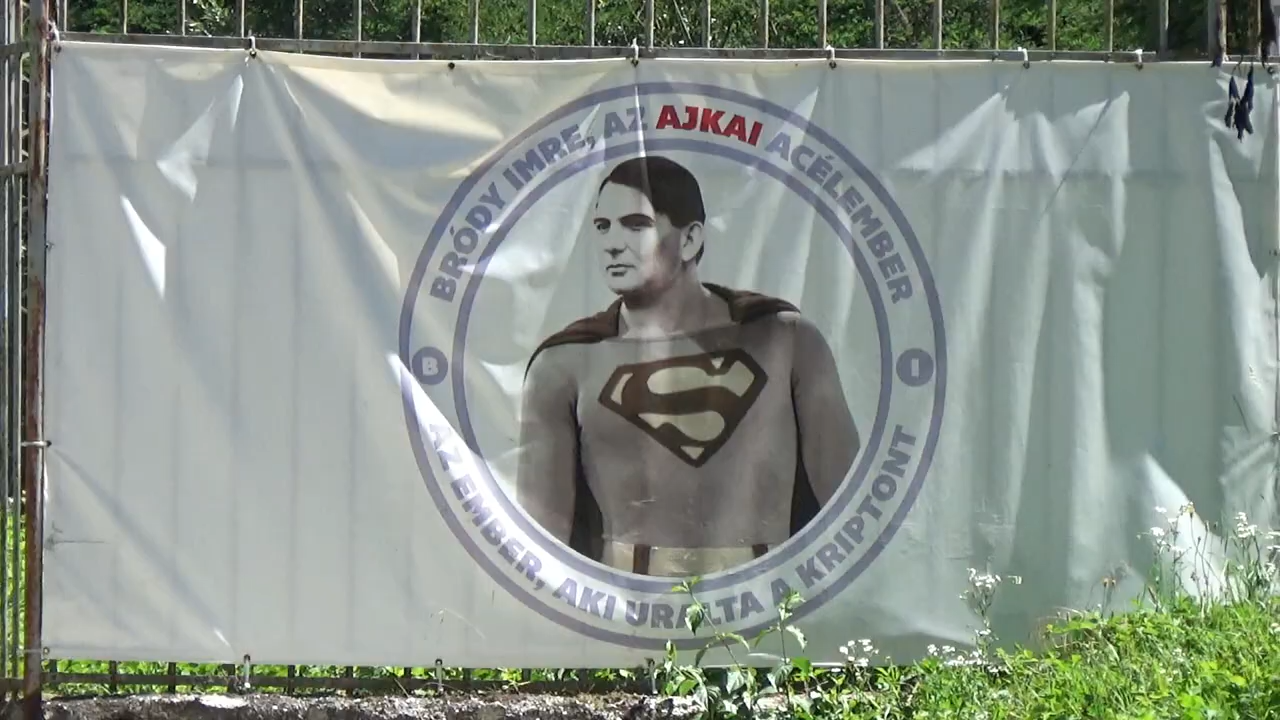 BRÓDY IMRE, AZ AJKAI ACÉLEMBER
B
S
I
AZ EMBER, AKI URALTA A KRIPTONT